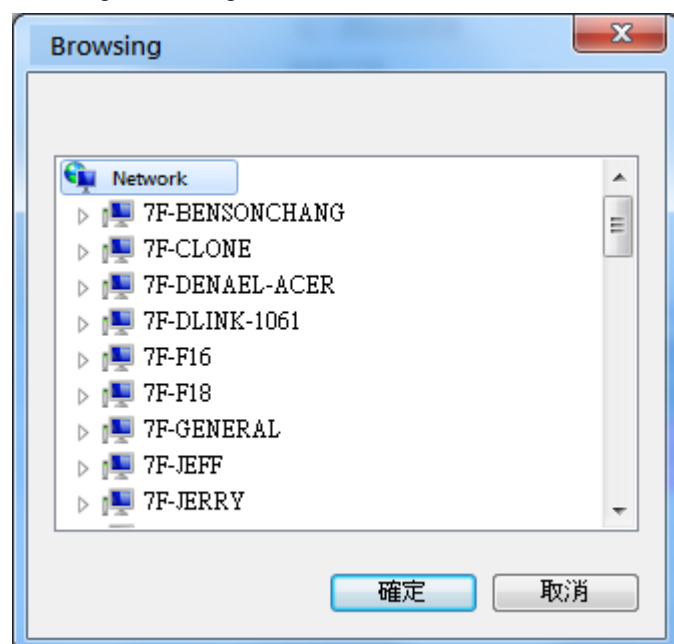 Browsing
Network
7F-BENSONCHANG
7F-CLONE
7F-DENAEL-ACER
7F-DLINK-1061
7F-F16
7F-F18
7F-GENERAL
7F-JEFF
7F-JERRY
確定 取消